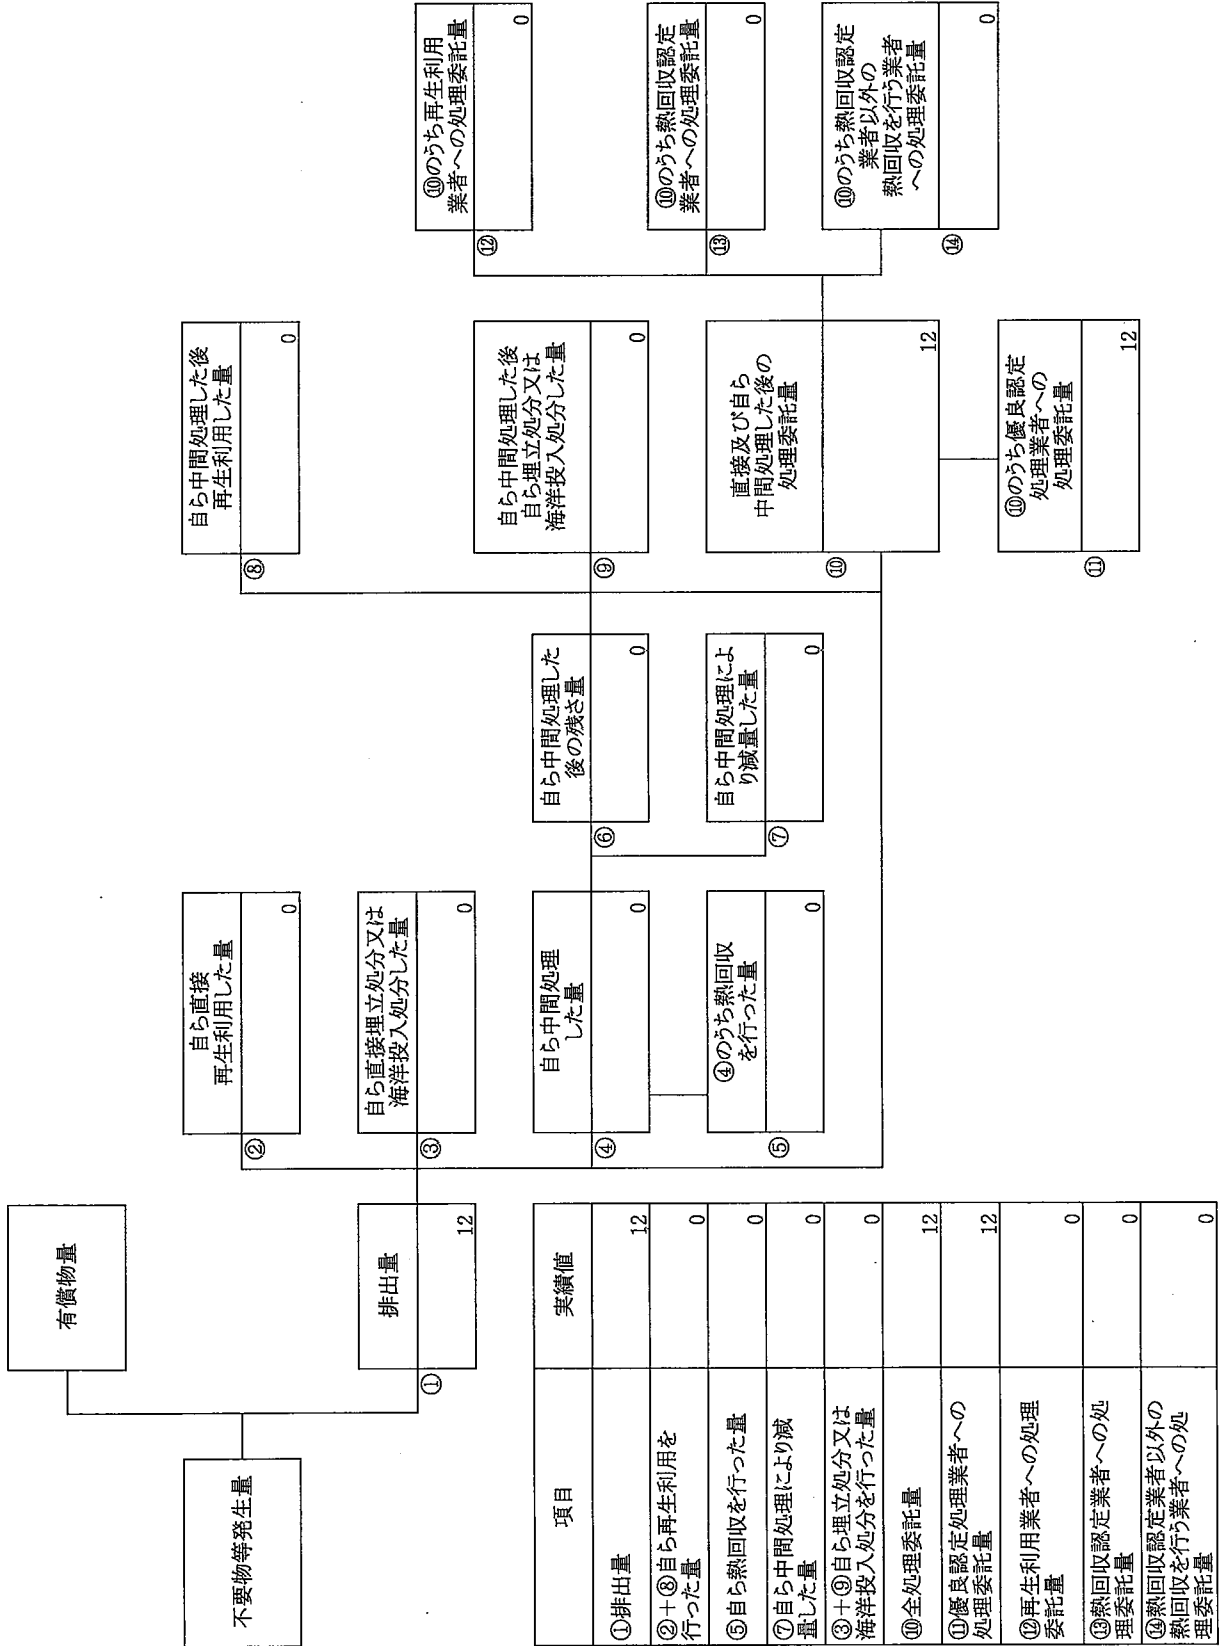 不要物等発生量
有償物量
①
排出量
12
②
自ら直接
再生利用した量
0
③
自ら直接埋立処分又は
海洋投入処分した量
0
④
自ら中間処理
した量
0
⑤
④のうち熱回収
を行った量
0
⑥
自ら中間処理した
後の残さ量
0
⑦
自ら中間処理によ
り減量した量
0
⑧
自ら中間処理した後
再生利用した量
0
⑨
自ら中間処理した後
自ら埋立処分又は
海洋投入処分した量
0
⑩
直接及び自ら
中間処理した後の
処理委託量
12
⑪
⑩のうち優良認定
処理業者への
処理委託量
12
⑫
⑩のうち再生利用
業者への処理委託量
0
⑬
⑩のうち熱回収認定
業者への処理委託量
0
⑭
⑩のうち熱回収認定
業者以外の
熱回収を行う業者
への処理委託量
0
項目
実績値
①排出量
12
②+⑧自ら再生利用を
行った量
0
⑤自ら熱回収を行った量
0
⑦自ら中間処理により減
量した量
0
③+⑨自ら埋立処分又は
海洋投入処分を行った量
0
⑩全処理委託量
12
⑪優良認定処理業者への
処理委託量
12
⑫再生利用業者への処理
委託量
0
⑬熱回収認定業者への処
理委託量
0
⑭熱回収認定業者以外の
熱回収を行う業者への処
理委託量
0